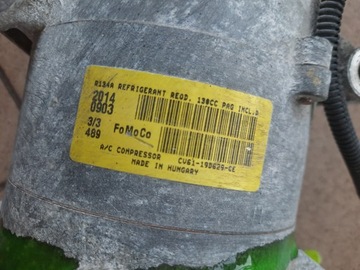 R134A REFRIGERANT REQD. 130CC PAG INCL.
2014
0903
3/3
489
FoMoCo
A/C COMPRESSOR CV61-19D629-CE
MADE IN HUNGARY